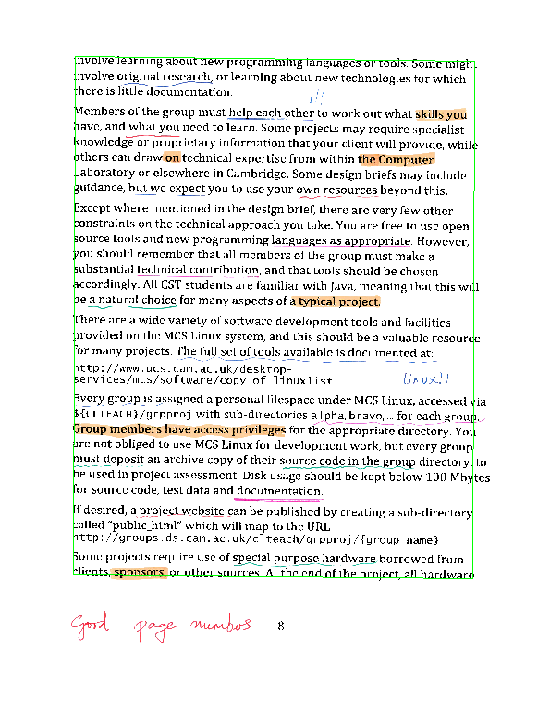 involve learning about new programming languages or tools. Some might
involve original research, or learning about new technologies for which
there is little documentation.
!!
Members of the group must help each other to work out what skills you
have, and what you need to learn. Some projects may require specialist
knowledge or proprietary information that your client will provide, while
others can draw on technical expertise from within the Computer
Laboratory or elsewhere in Cambridge. Some design briefs may include
guidance, but we expect you to use your own resources beyond this.
Except where mentioned in the design brief, there are very few other
constraints on the technical approach you take. You are free to use open
source tools and new programming languages as appropriate. However,
you should remember that all members of the group must make a
substantial technical contribution, and that tools should be chosen
accordingly. All CST students are familiar with Java, meaning that this will
be a natural choice for many aspects of a typical project.
There are a wide variety of software development tools and facilities
provided on the MCS Linux system, and this should be a valuable resource
for many projects. The full set of tools available is documented at:
http://www.ucs.cam.ac.uk/desktop-
services/mcs/software/copy_of_linuxlist
linux!!
Every group is assigned a personal filespace under MCS Linux, accessed via
${CLTEACH}/grpproj with sub-directories alpha, bravo, ... for each group.
Group members have access privileges for the appropriate directory. You
are not obliged to use MCS Linux for development work, but every group
must deposit an archive copy of their source code in the group directory, to
be used in project assessment. Disk usage should be kept below 100 Mbytes
for source code, test data and documentation.
If desired, a project website can be published by creating a sub-directory
called "public_html" which will map to the URL
http://groups.ds.cam.ac.uk/clteach/grpproj/{group name}
Some projects require use of special purpose hardware borrowed from
clients, sponsors or other sources. At the end of the project, all hardware
Good page numbers 8